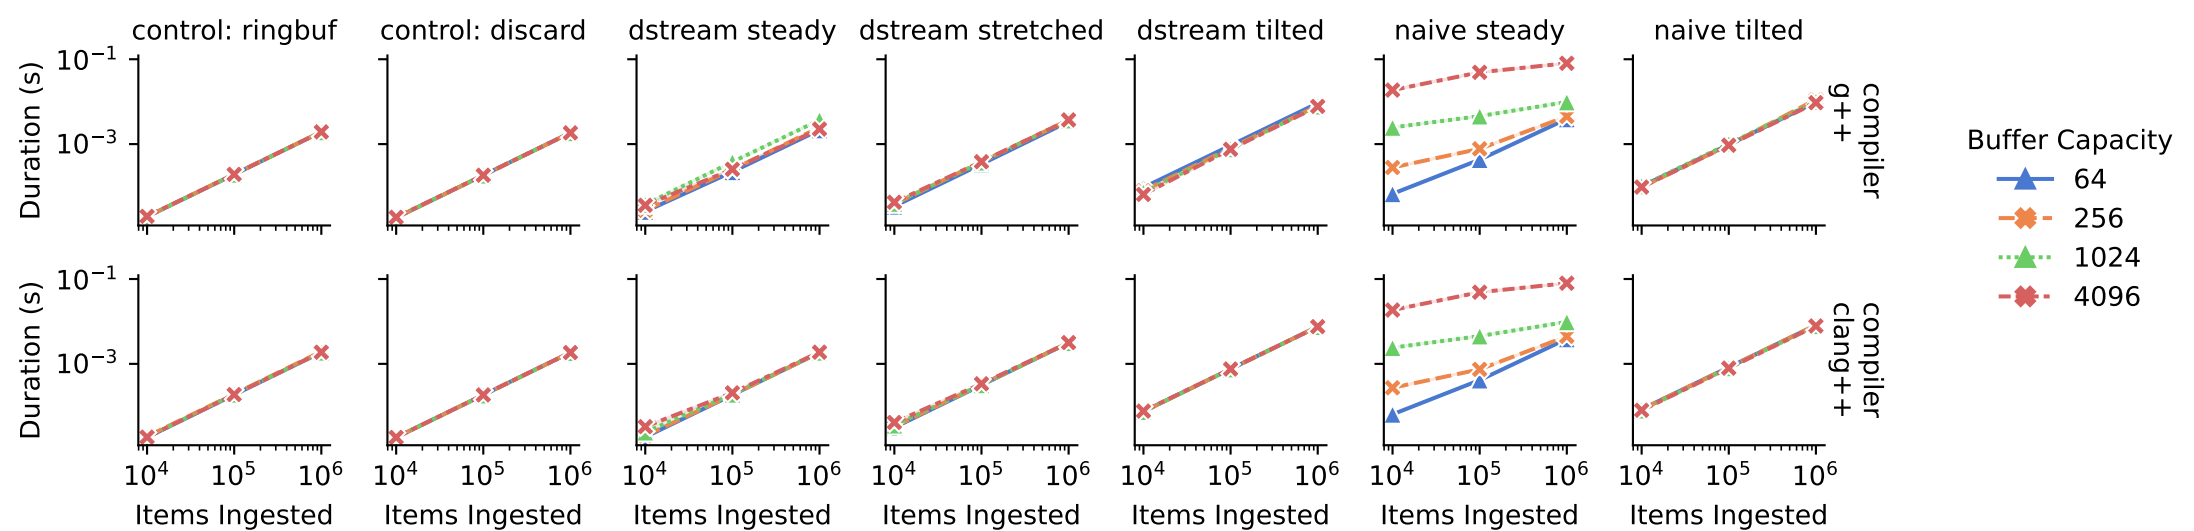 control: ringbuf
control: discard
dstream steady
dstream stretched
dstream tilted
naive steady
naive tilted
Duration (s)
10⁻¹
10⁻³
compiler
g++
Duration (s)
10⁻¹
10⁻³
compiler
clang++
10⁴ 10⁵ 10⁶
10⁴ 10⁵ 10⁶
10⁴ 10⁵ 10⁶
10⁴ 10⁵ 10⁶
10⁴ 10⁵ 10⁶
10⁴ 10⁵ 10⁶
10⁴ 10⁵ 10⁶
Items Ingested
Items Ingested
Items Ingested
Items Ingested
Items Ingested
Items Ingested
Items Ingested
Buffer Capacity
64
256
1024
4096